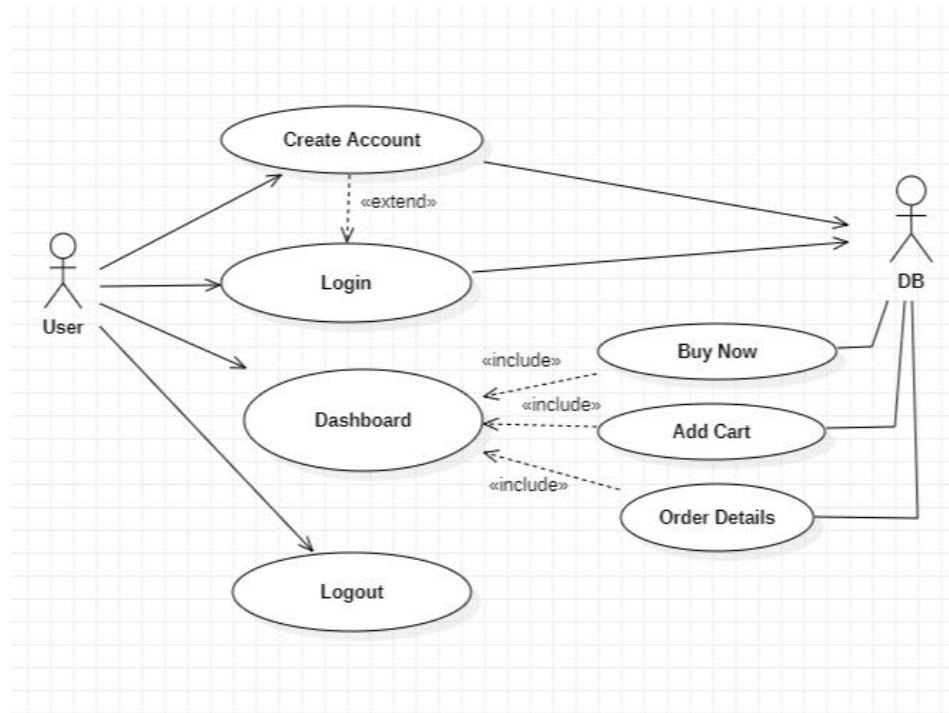 Create Account
«extend»
Login
User
DB
Buy Now
«include»
«include»
Add Cart
Dashboard
«include»
Order Details
Logout